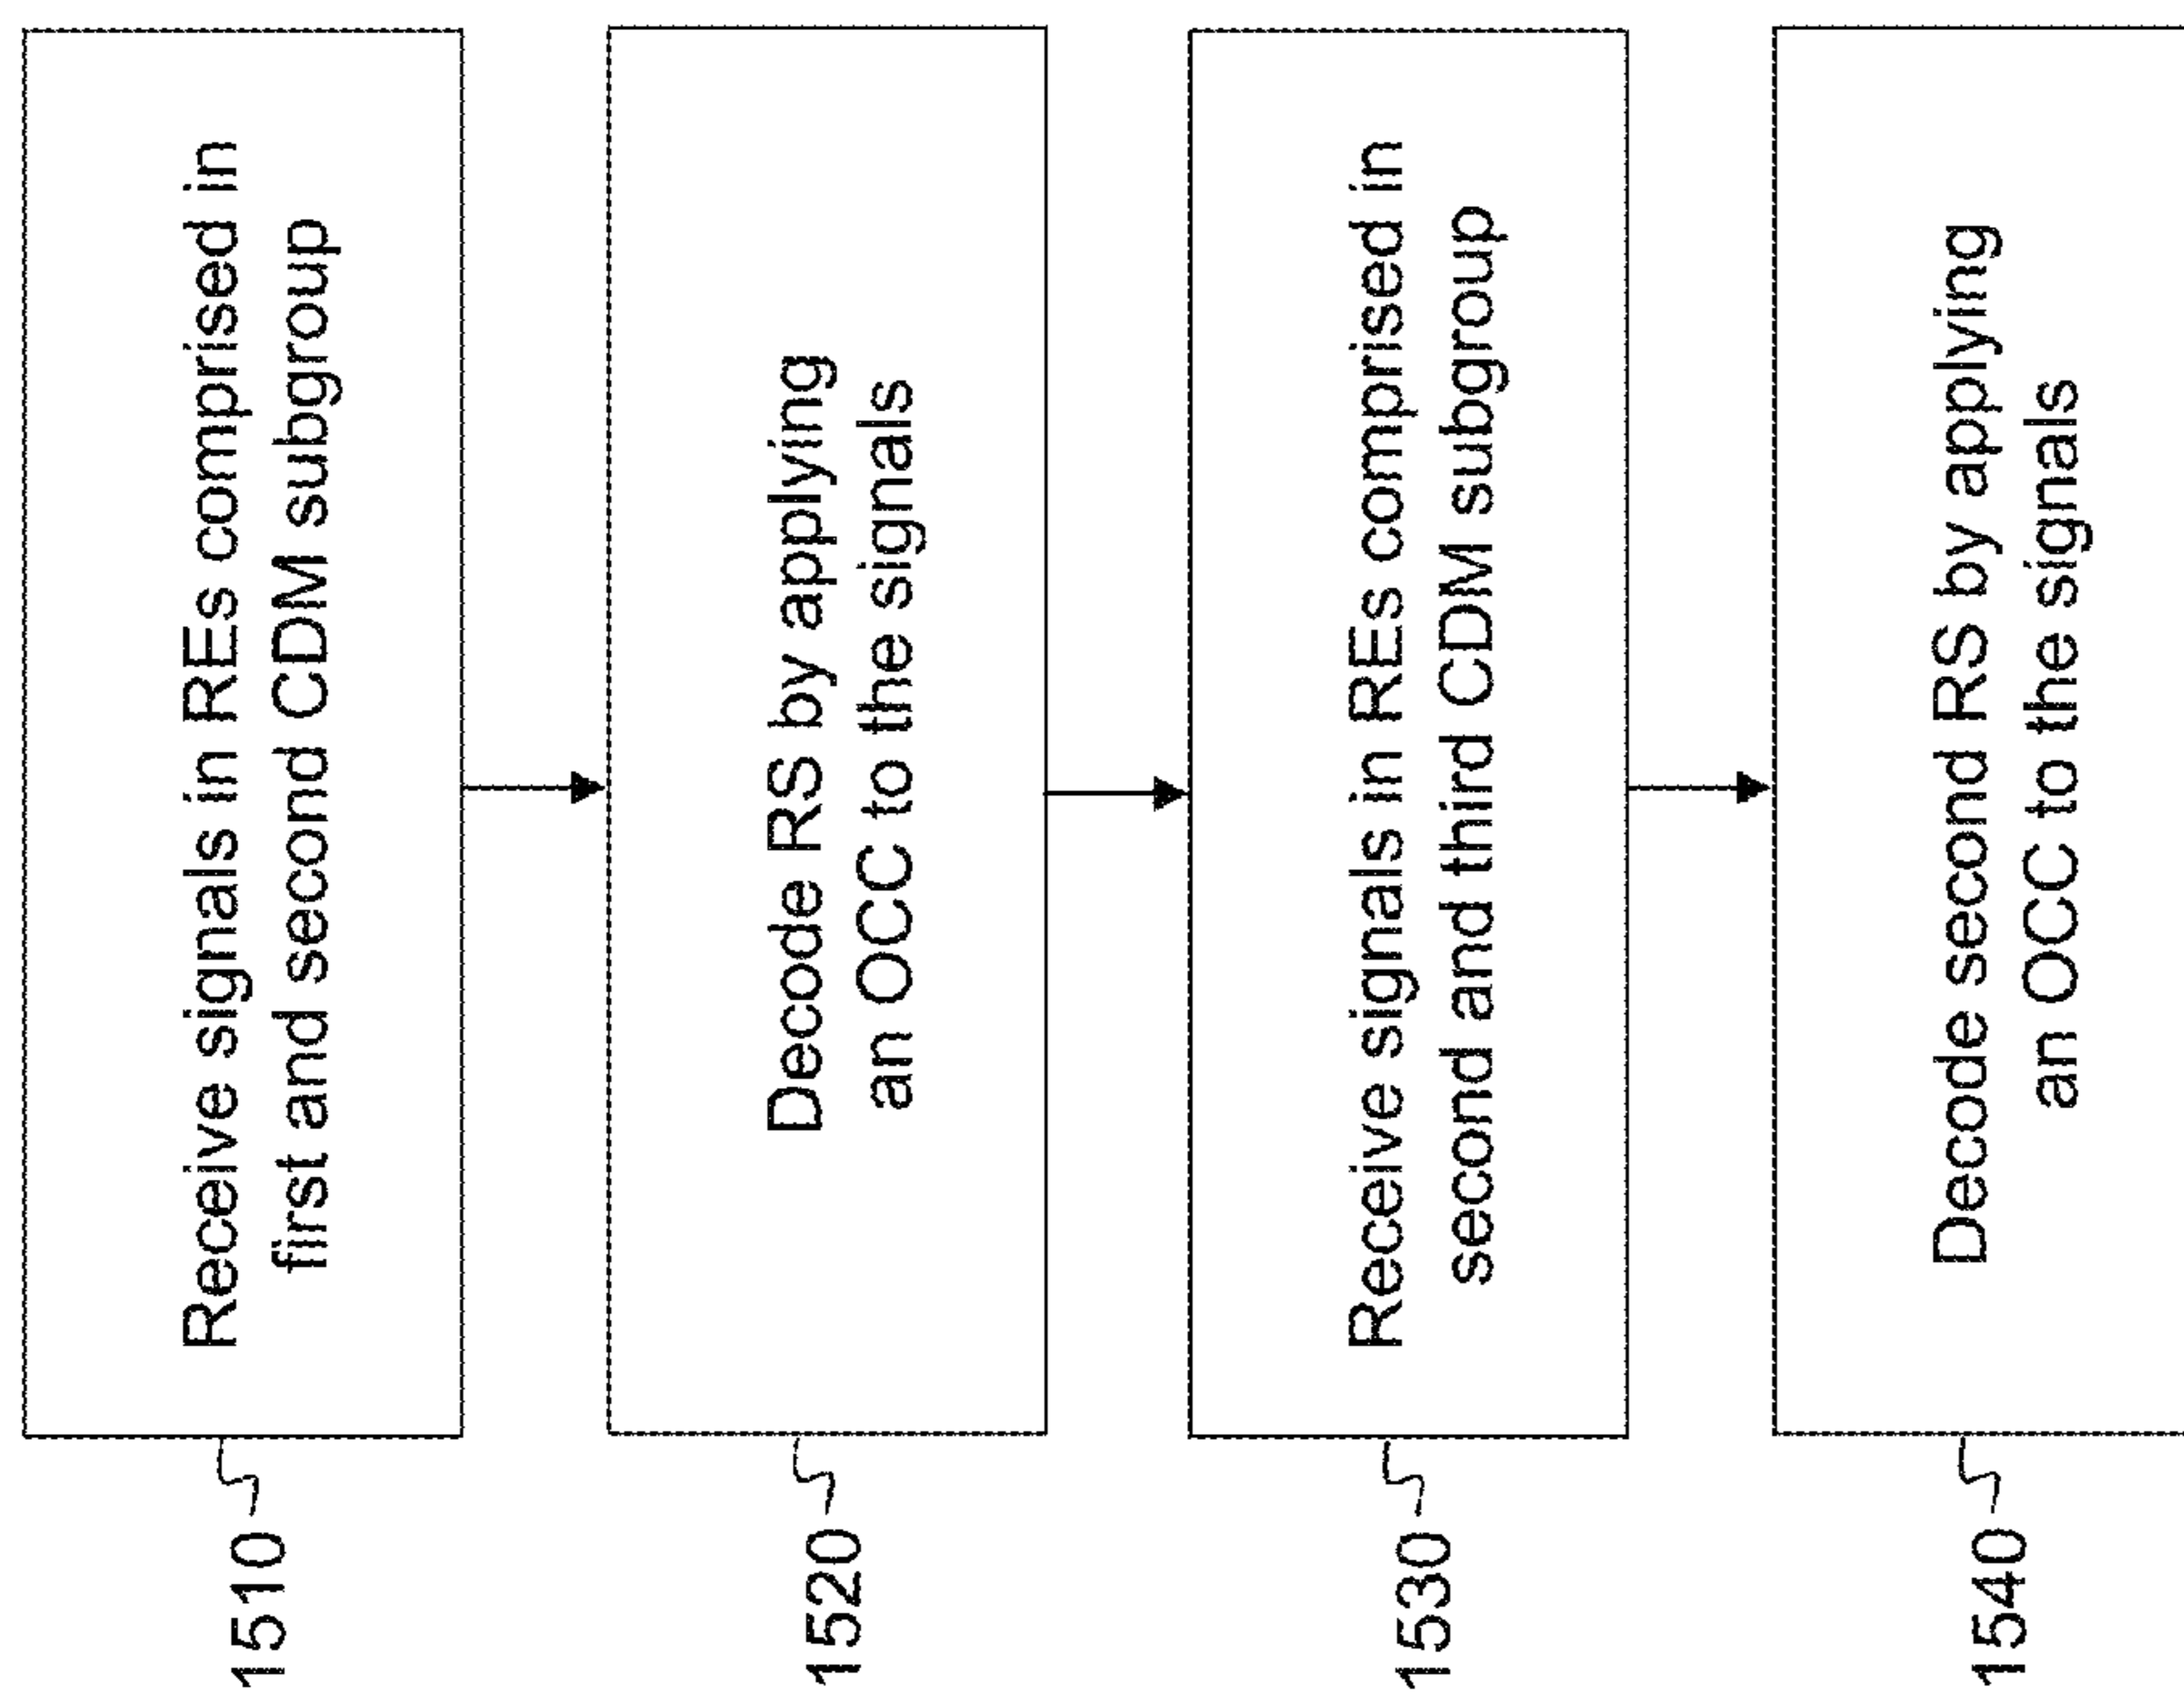 1510
Receive signals in REs comprised in
first and second CDM subgroup
1520
Decode RS by applying
an OCC to the signals
1530
Receive signals in REs comprised in
second and third CDM subgroup
1540
Decode second RS by applying
an OCC to the signals